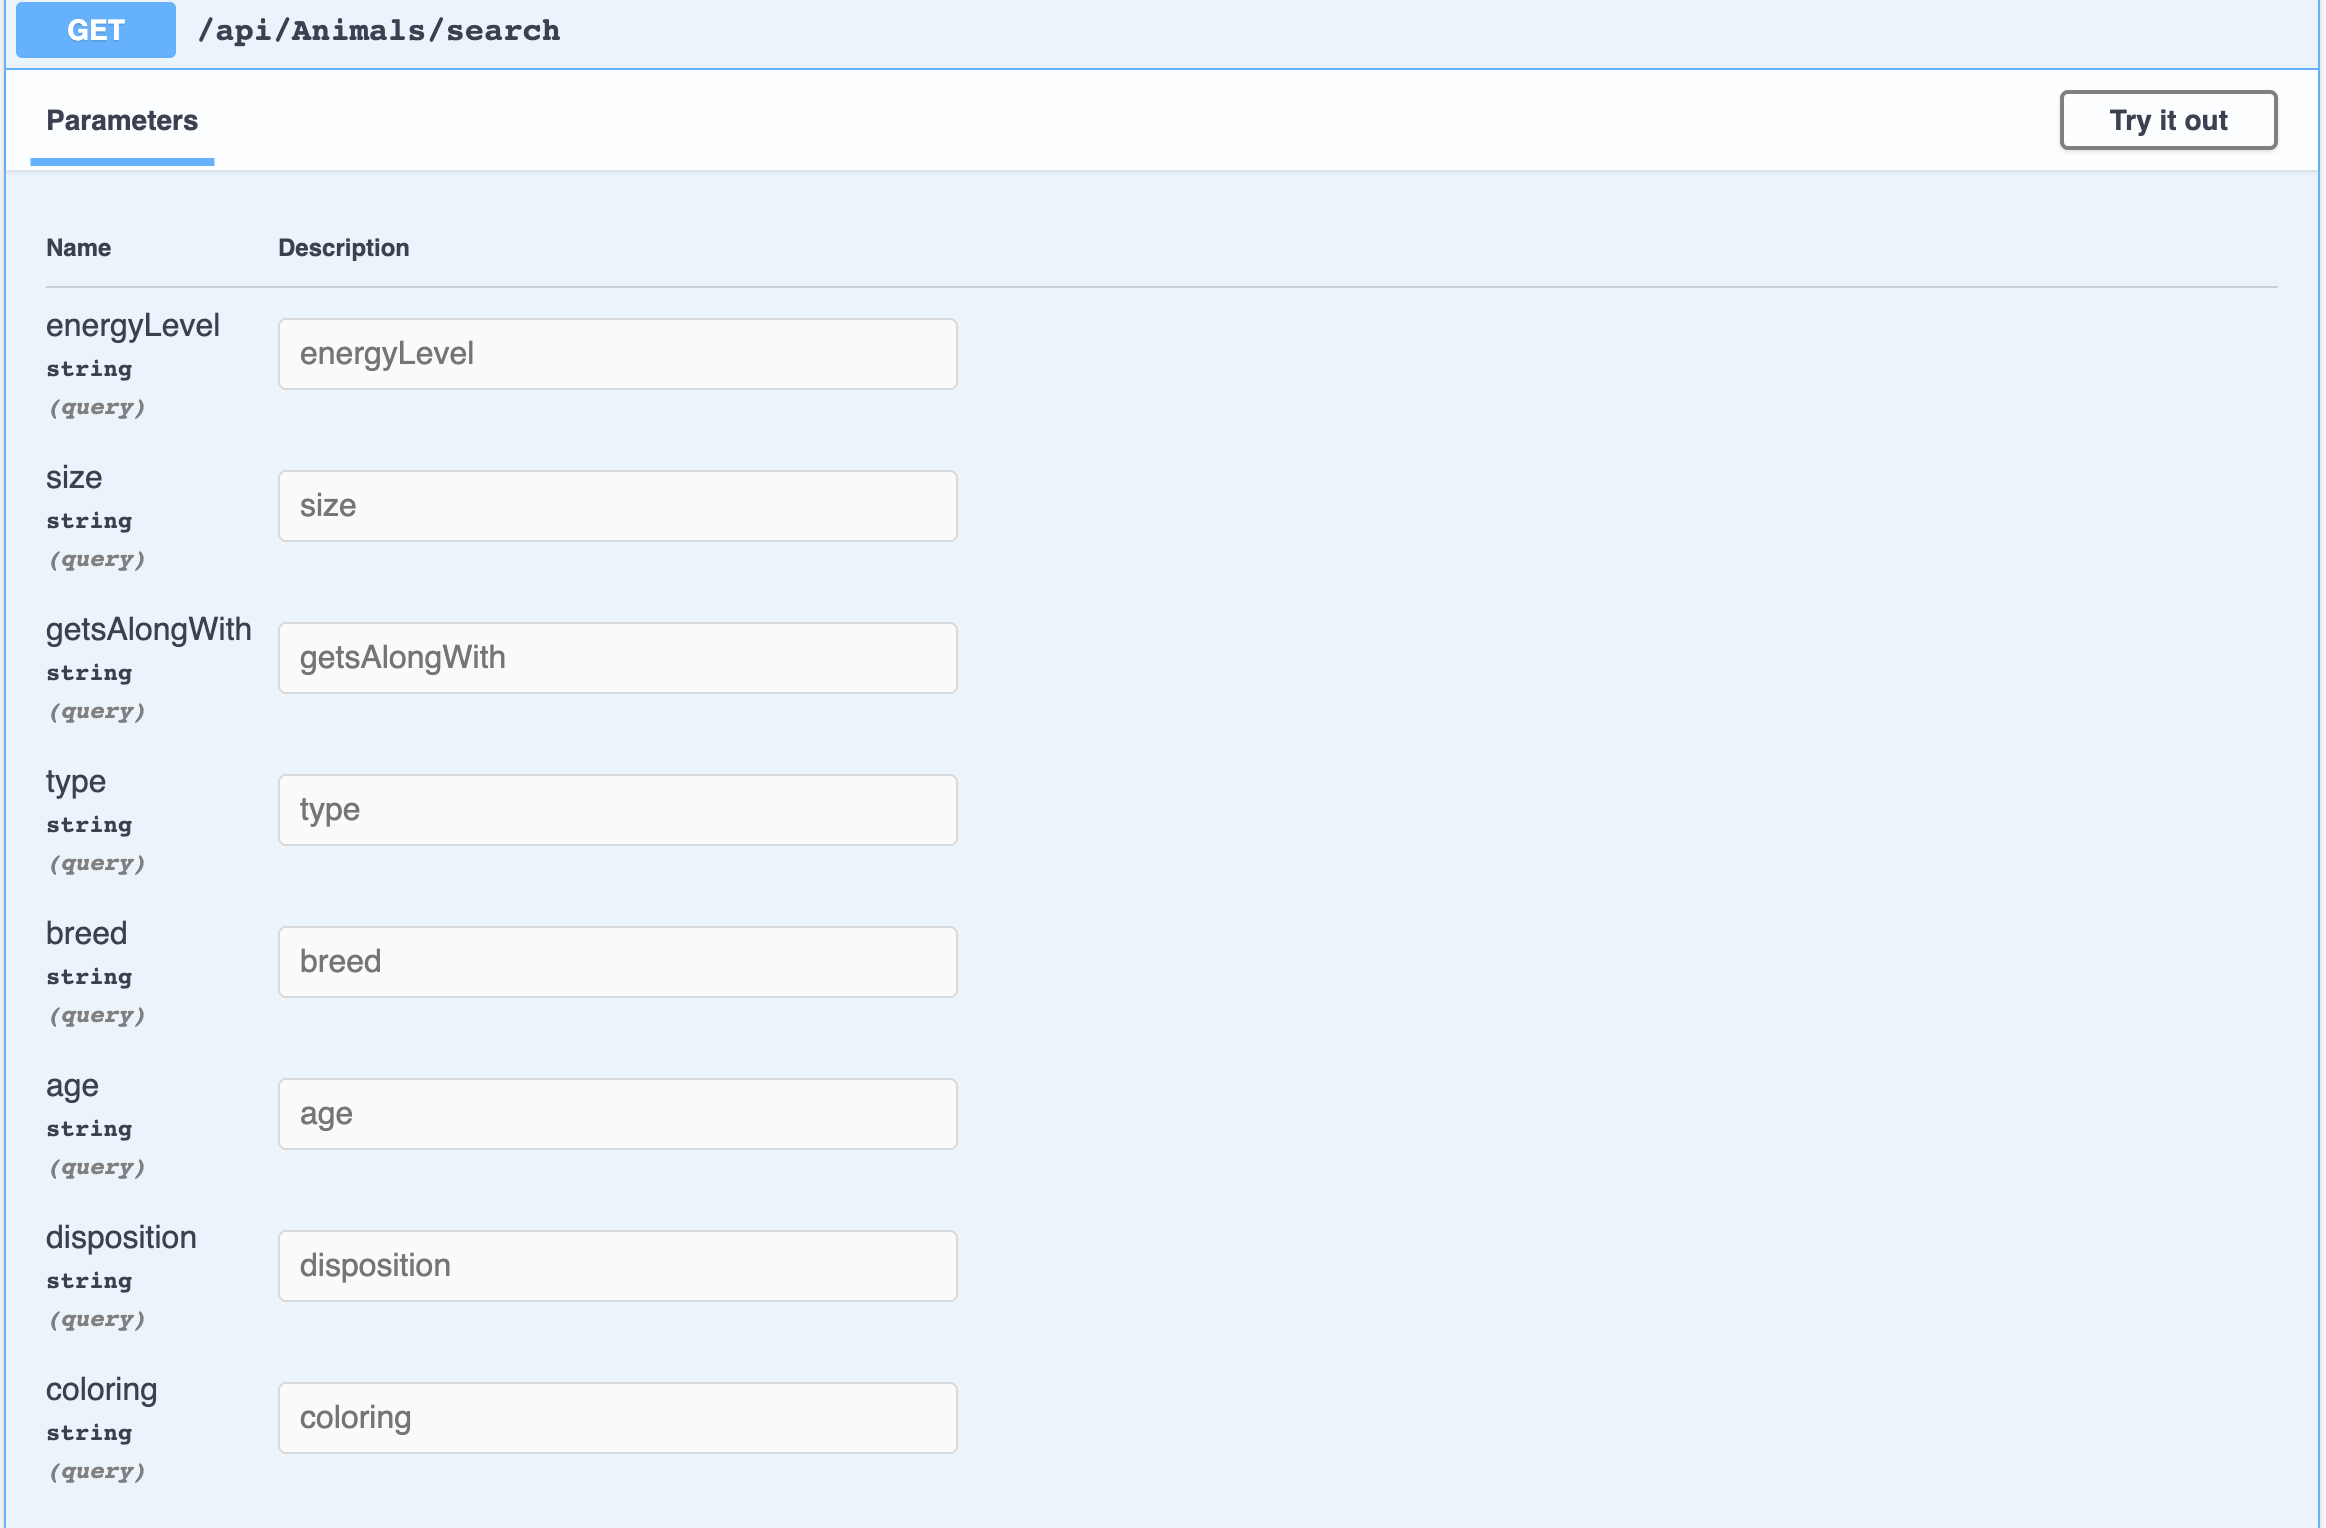 GET /api/Animals/search
Parameters
Try it out
Name Description
energyLevel
string
(query)
energyLevel
size
string
(query)
size
getsAlongWith
string
(query)
getsAlongWith
type
string
(query)
type
breed
string
(query)
breed
age
string
(query)
age
disposition
string
(query)
disposition
coloring
string
(query)
coloring